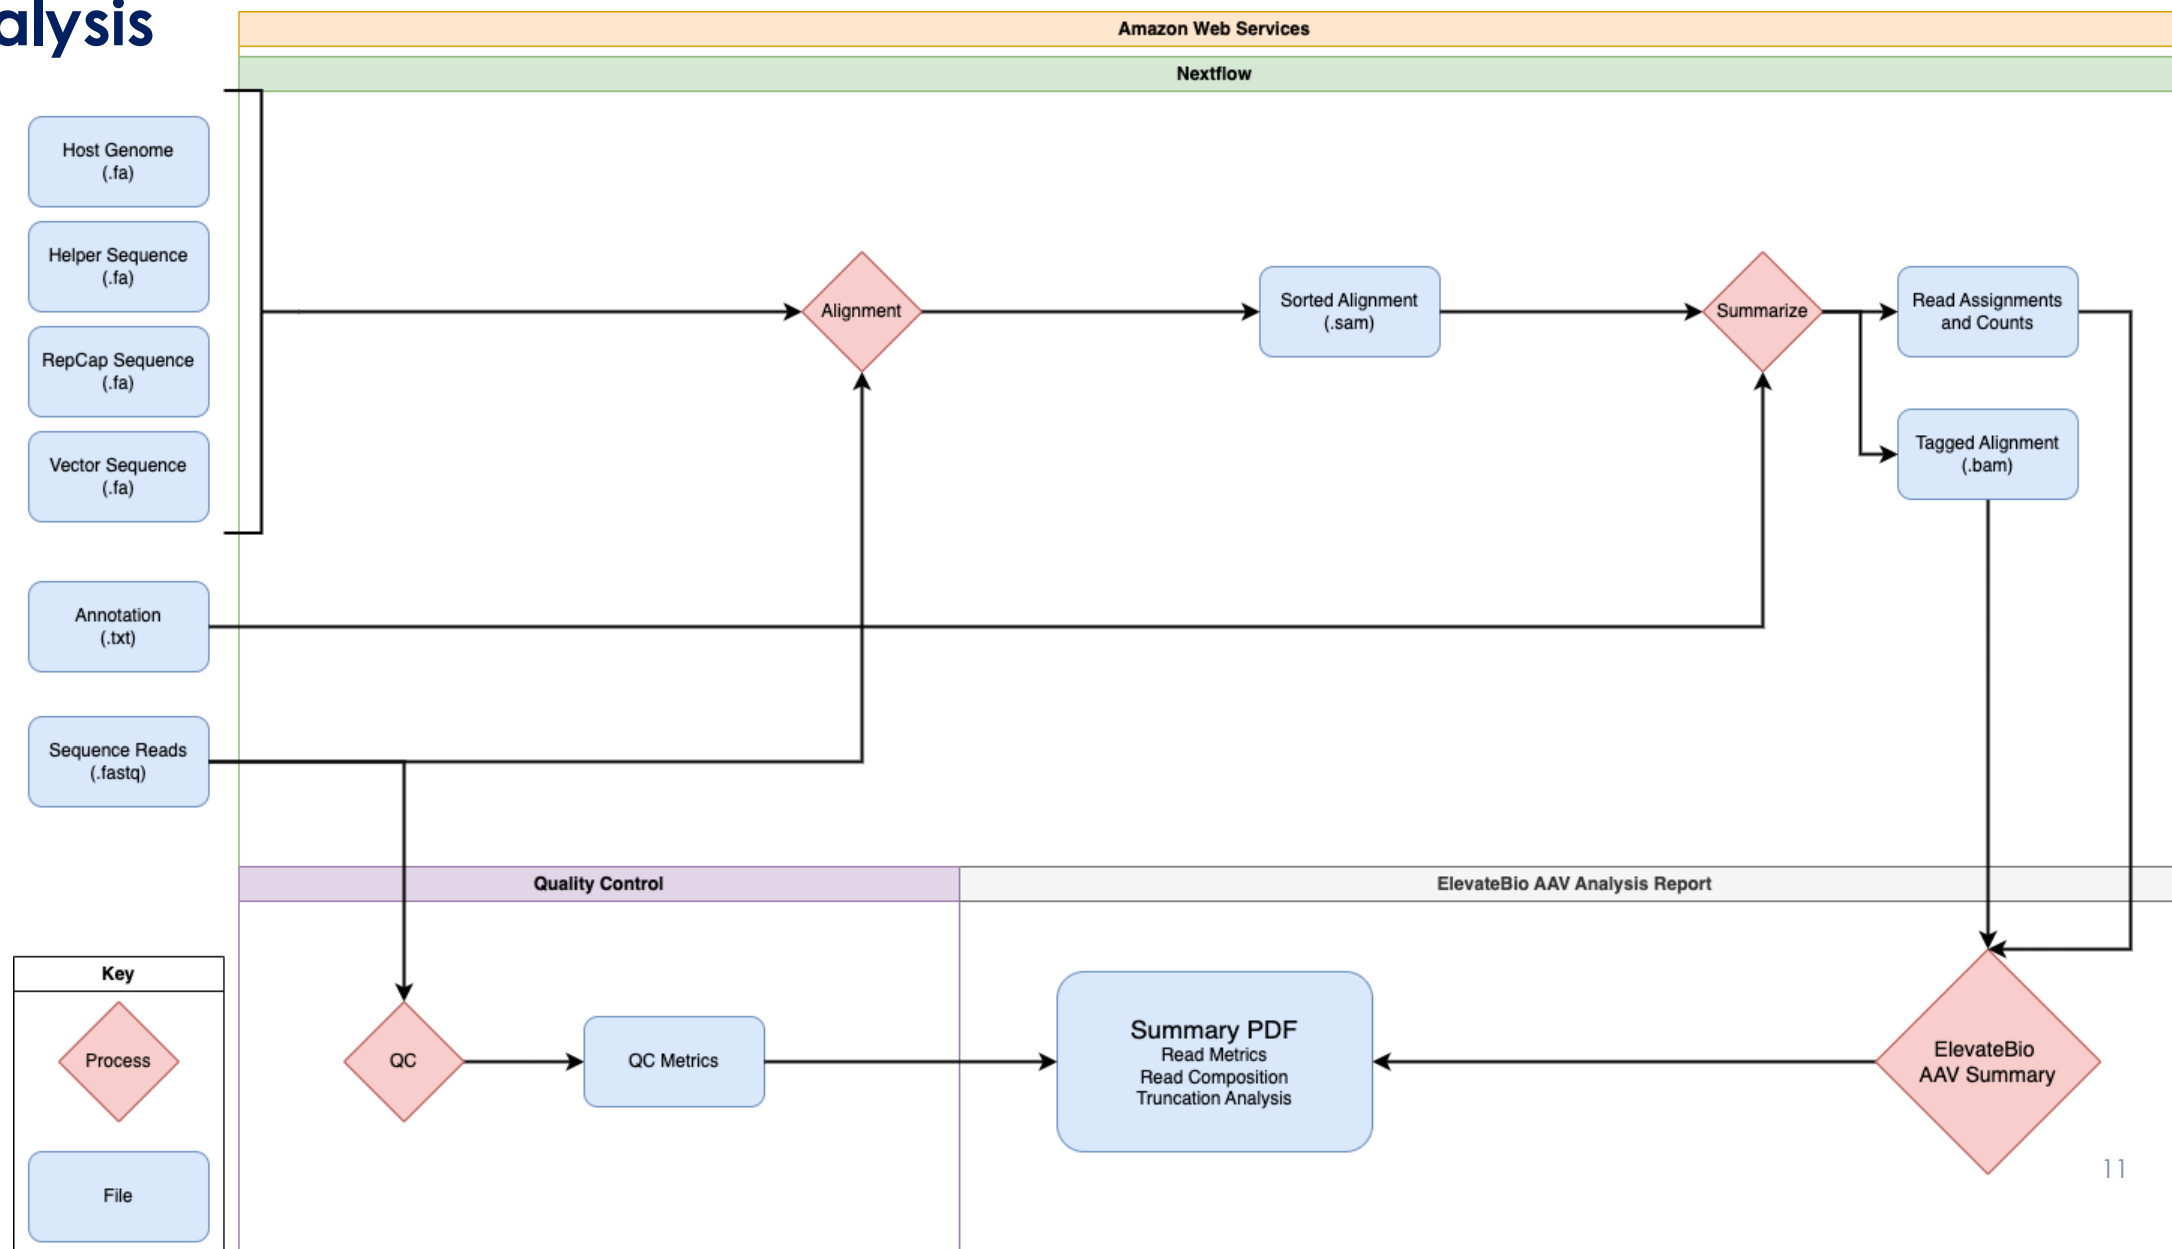 alysis
Amazon Web Services
Nextflow
Host Genome
(.fa)
Helper Sequence
(.fa)
RepCap Sequence
(.fa)
Vector Sequence
(.fa)
Alignment
Sorted Alignment
(.sam)
Summarize
Read Assignments
and Counts
Tagged Alignment
(.bam)
Annotation
(.txt)
Sequence Reads
(.fastq)
Quality Control
ElevateBio AAV Analysis Report
Key
Process
File
QC
QC Metrics
Summary PDF
Read Metrics
Read Composition
Truncation Analysis
ElevateBio
AAV Summary
11